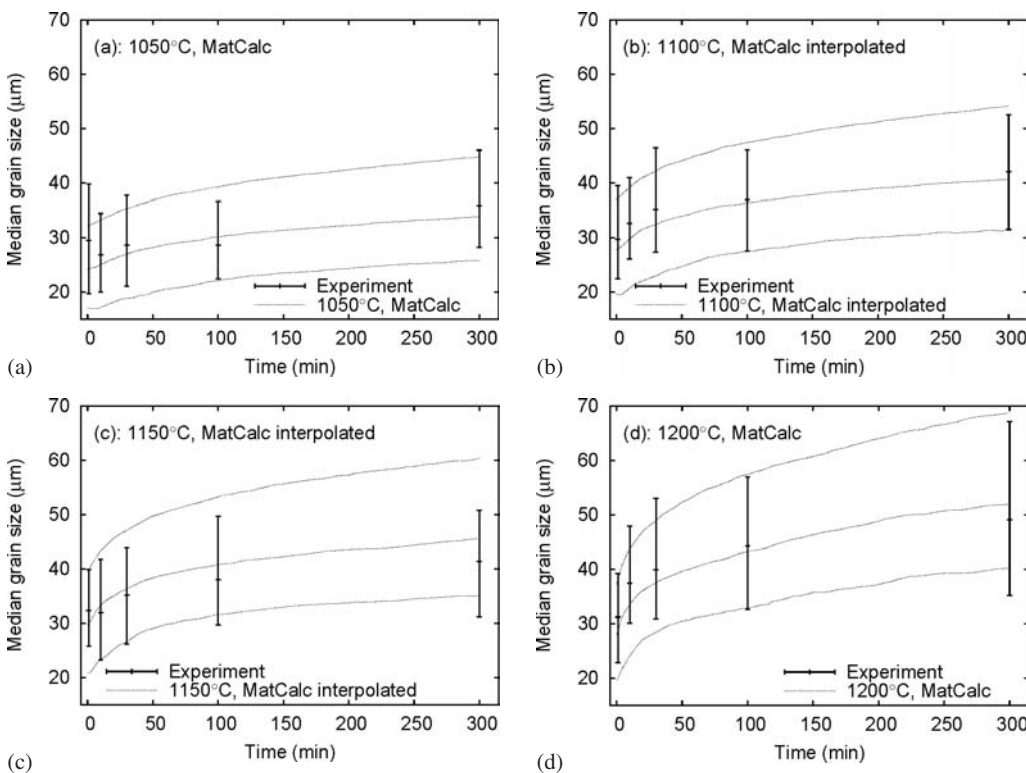 (a): 1050°C, MatCalc
Median grain size (μm)
70
60
50
40
30
20
Experiment
1050°C, MatCalc
0 50 100 150 200 250 300
Time (min)
(a)
(b): 1100°C, MatCalc interpolated
Median grain size (μm)
70
60
50
40
30
20
Experiment
1100°C, MatCalc interpolated
0 50 100 150 200 250 300
Time (min)
(b)
(c): 1150°C, MatCalc interpolated
Median grain size (μm)
70
60
50
40
30
20
Experiment
1150°C, MatCalc interpolated
0 50 100 150 200 250 300
Time (min)
(c)
(d): 1200°C, MatCalc
Median grain size (μm)
70
60
50
40
30
20
Experiment
1200°C, MatCalc
0 50 100 150 200 250 300
Time (min)
(d)